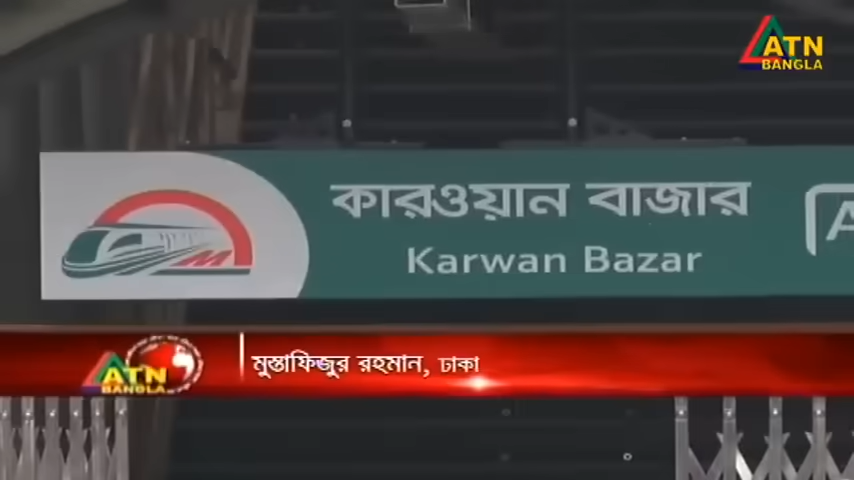 ATN
BANGLA
কারওয়ান বাজার
Karwan Bazar
A
M
ATN
BANGLA
মুস্তাফিজুর রহমান, ঢাকা